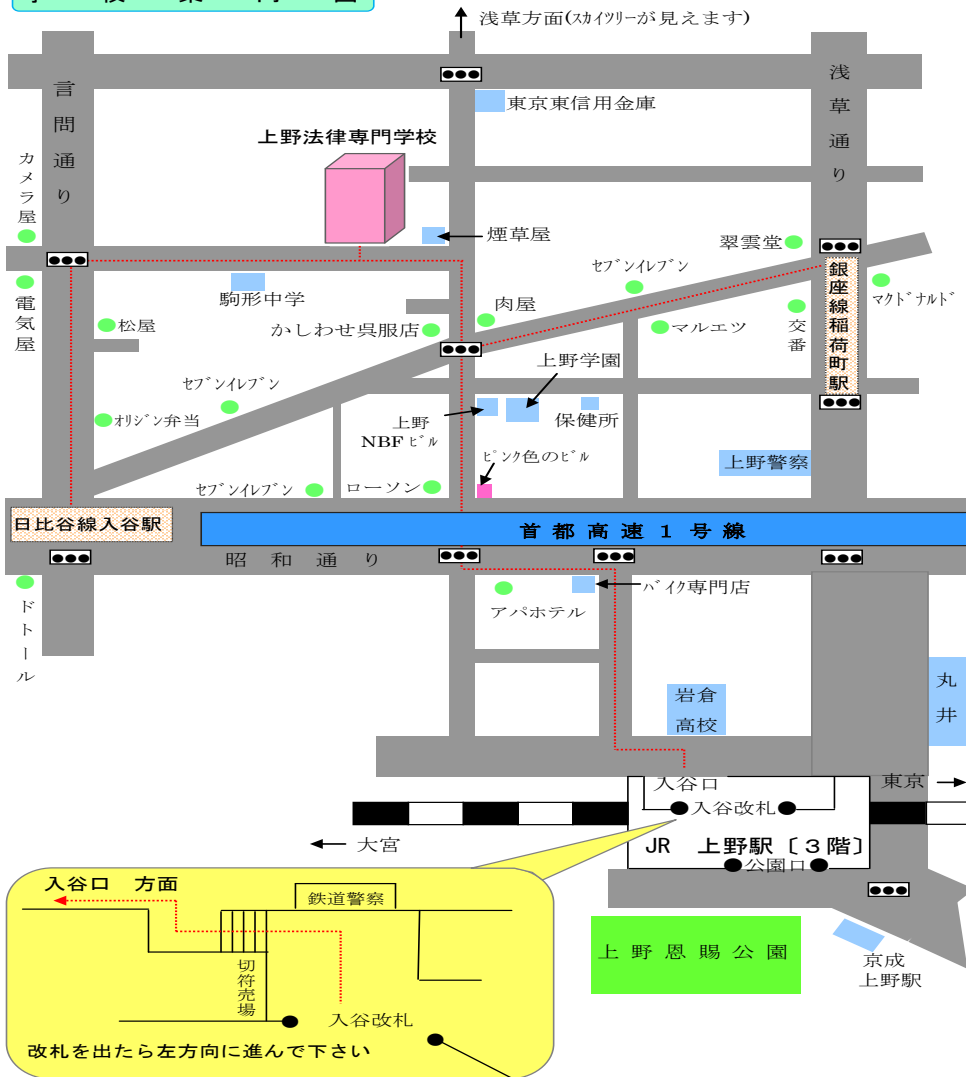 学校案内図
浅草方面(ｽｶｲﾂﾘｰが見えます)
言問通り
浅草通り
東京東信用金庫
上野法律専門学校
カメラ屋
煙草屋
翠雲堂
ｾﾌﾞﾝｲﾚﾌﾞﾝ
銀座線稲荷町駅
ﾏｸﾄﾞﾅﾙﾄﾞ
電気屋
駒形中学
肉屋
松屋
かしわせ呉服店
マルエツ
交番
上野学園
ｾﾌﾞﾝｲﾚﾌﾞﾝ
ｵﾘｼﾞﾝ弁当
上野
NBFﾋﾞﾙ
保健所
ﾋﾟﾝｸ色のﾋﾞﾙ
上野警察
ｾﾌﾞﾝｲﾚﾌﾞﾝ
ローソン
日比谷線入谷駅
首都高速１号線
昭和通り
ドトール
アパホテル
ﾊﾞｲｸ専門店
岩倉
高校
丸井
入谷口
東京
入谷改札
大宮
JR 上野駅〔３階〕
公園口
入谷口 方面
鉄道警察
切符売場
入谷改札
改札を出たら左方向に進んで下さい
上野恩賜公園
京成
上野駅